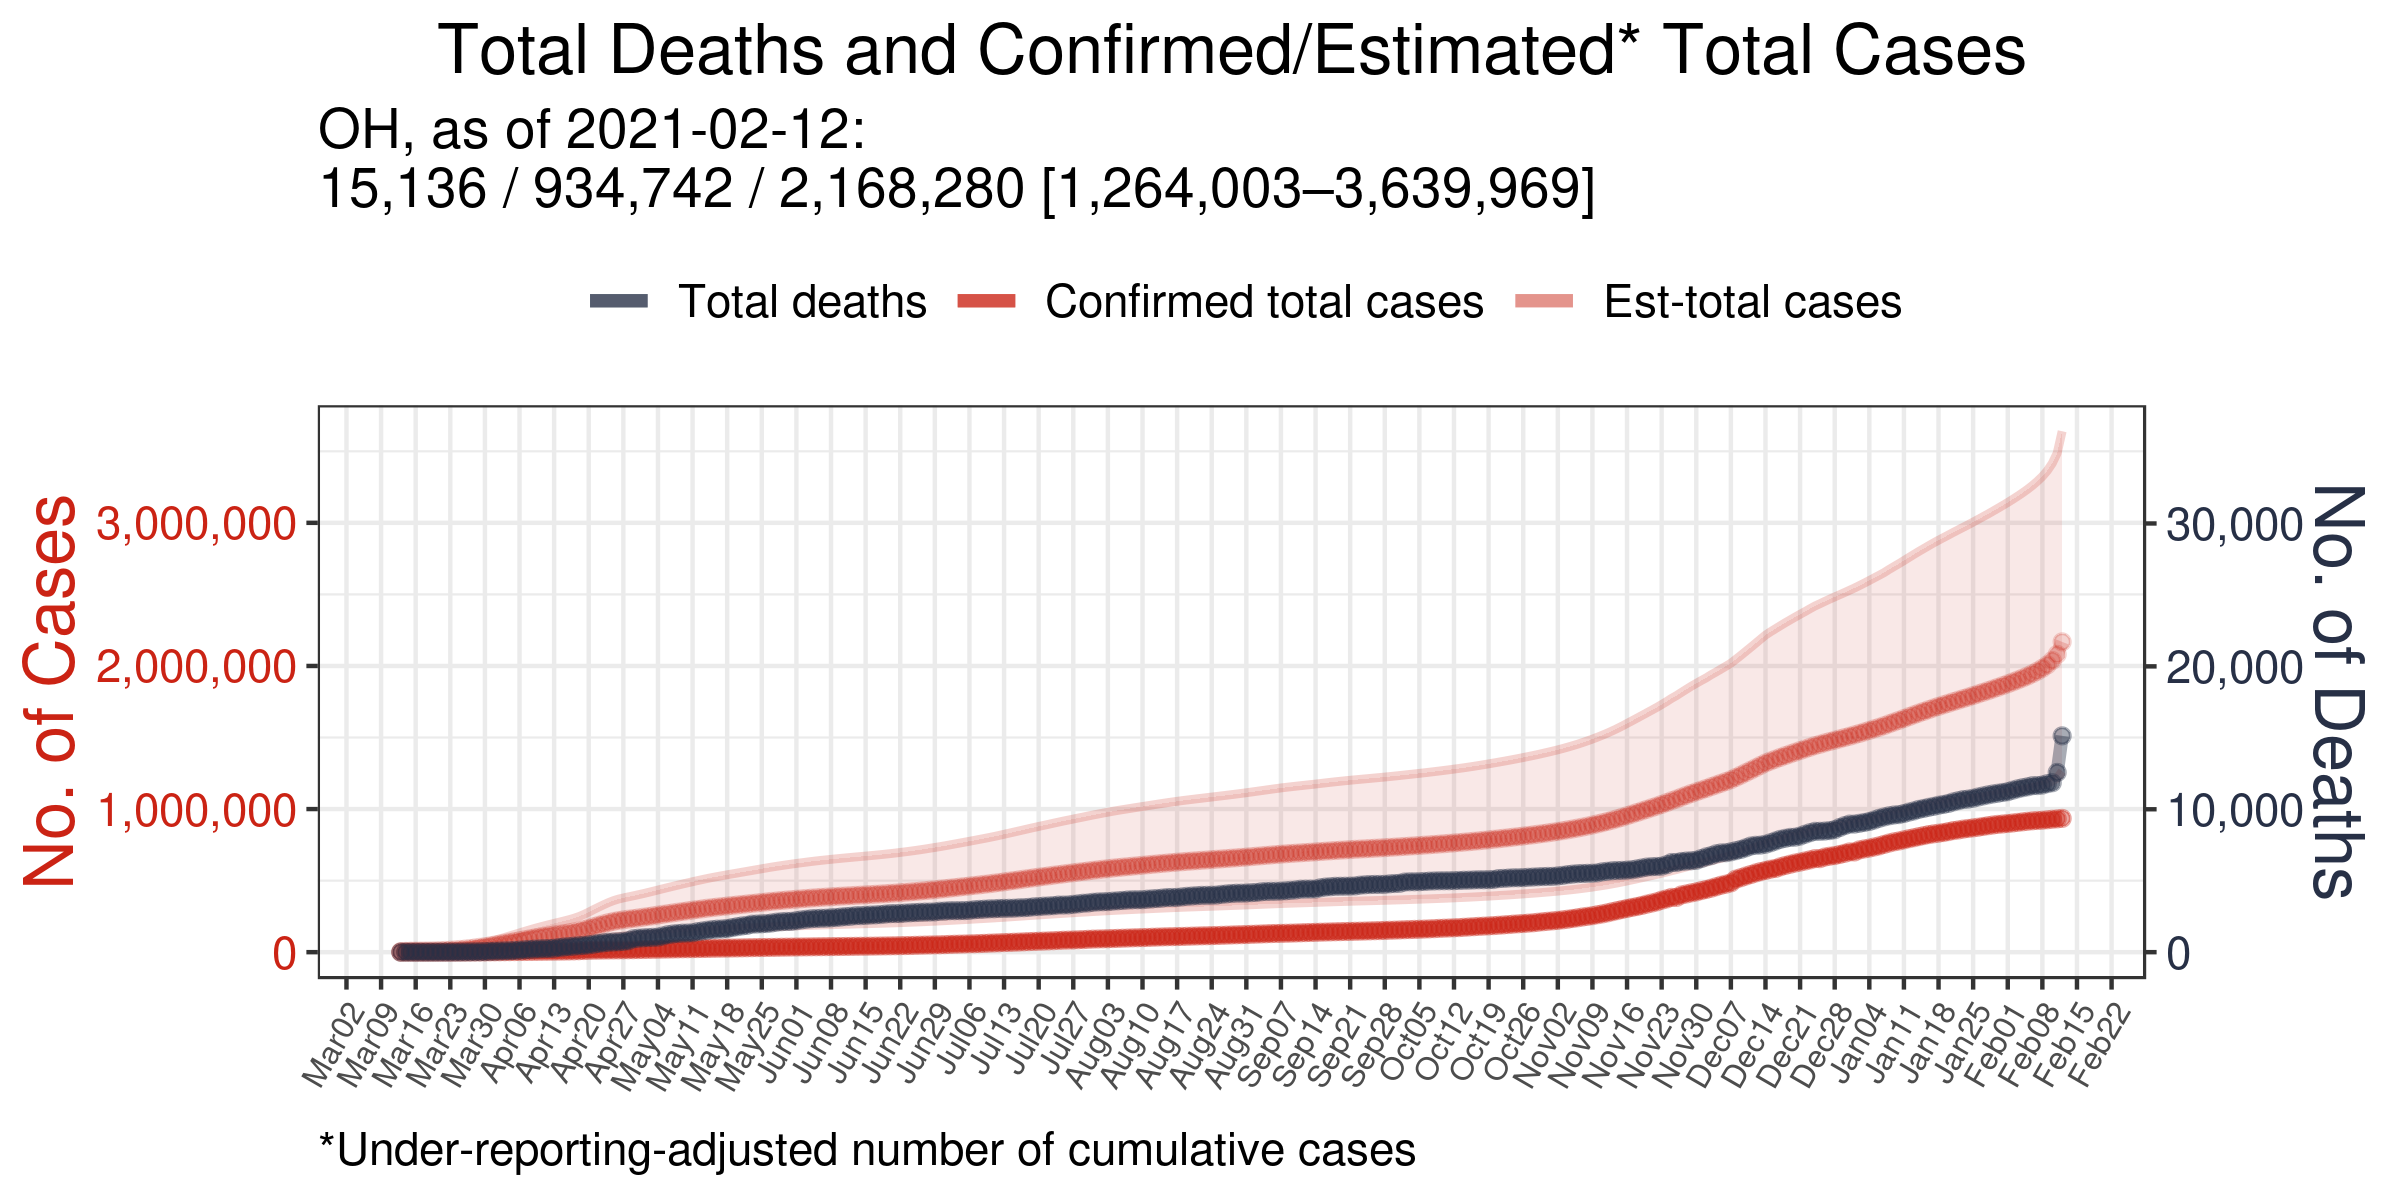 Total Deaths and Confirmed/Estimated* Total Cases
OH, as of 2021-02-12:
15,136 / 934,742 / 2,168,280 [1,264,003–3,639,969]
Total deaths
Confirmed total cases
Est-total cases
No. of Cases
3,000,000
2,000,000
1,000,000
0
30,000
20,000
10,000
0
No. of Deaths
Mar02
Mar09
Mar16
Mar23
Mar30
Apr06
Apr13
Apr20
Apr27
May04
May11
May18
May25
Jun01
Jun08
Jun15
Jun22
Jun29
Jul06
Jul13
Jul20
Jul27
Aug03
Aug10
Aug17
Aug24
Aug31
Sep07
Sep14
Sep21
Sep28
Oct05
Oct12
Oct19
Oct26
Nov02
Nov09
Nov16
Nov23
Nov30
Dec07
Dec14
Dec21
Dec28
Jan04
Jan11
Jan18
Jan25
Feb01
Feb08
Feb15
Feb22
*Under-reporting-adjusted number of cumulative cases